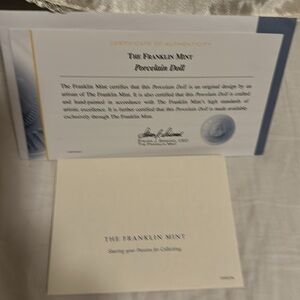 CERTIFICATE OF AUTHENTICITY
THE FRANKLIN MINT
Porcelain Doll
The Franklin Mint certifies that this Porcelain Doll is an original design by an
artisan of The Franklin Mint. It is also certified that this Porcelain Doll is crafted
and hand-painted in accordance with The Franklin Mint's high standards of
artistic excellence. It is further certified that this Porcelain Doll is made available
exclusively through The Franklin Mint.
The Franklin Mint
THE FRANKLIN MINT
Sharing your Passion for Collecting.